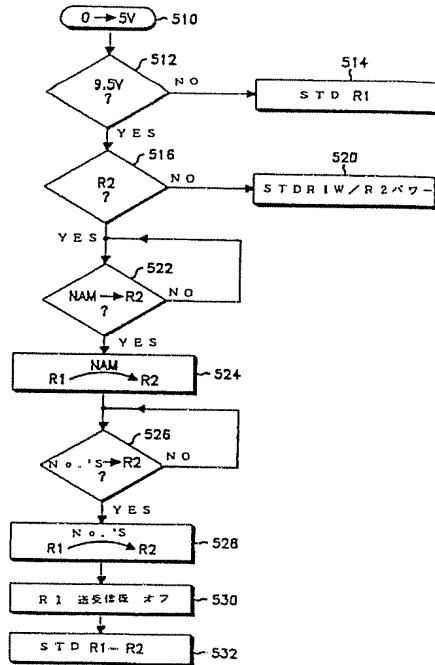 0→5V 510
512
9.5V
?
NO
514
STD R1
YES
516
R2
?
NO
520
STDR1W/R2パワー
YES
522
NAM→R2
?
NO
YES
NAM
R1 R2
524
526
No.'S→R2
?
NO
YES
No.'S
R1 R2
528
R1 送受信機 オフ
530
STD R1-R2
532